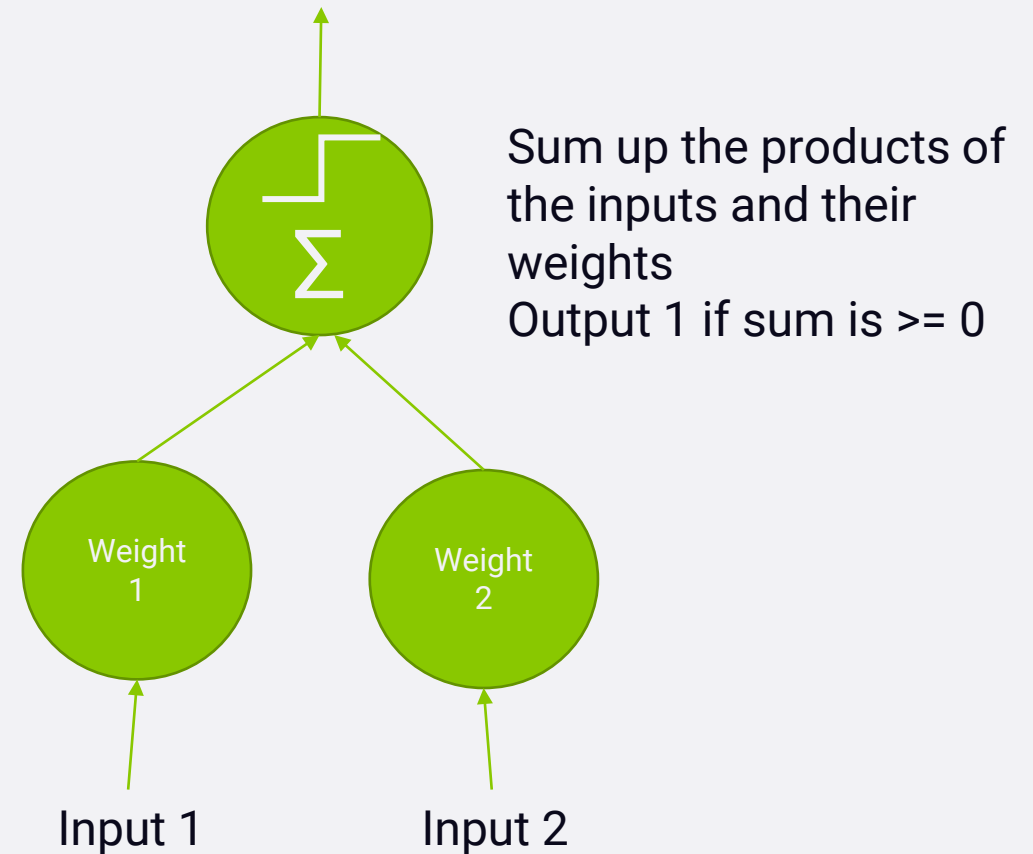 Σ
Sum up the products of
the inputs and their
weights
Output 1 if sum is >= 0
Weight
1
Weight
2
Input 1
Input 2